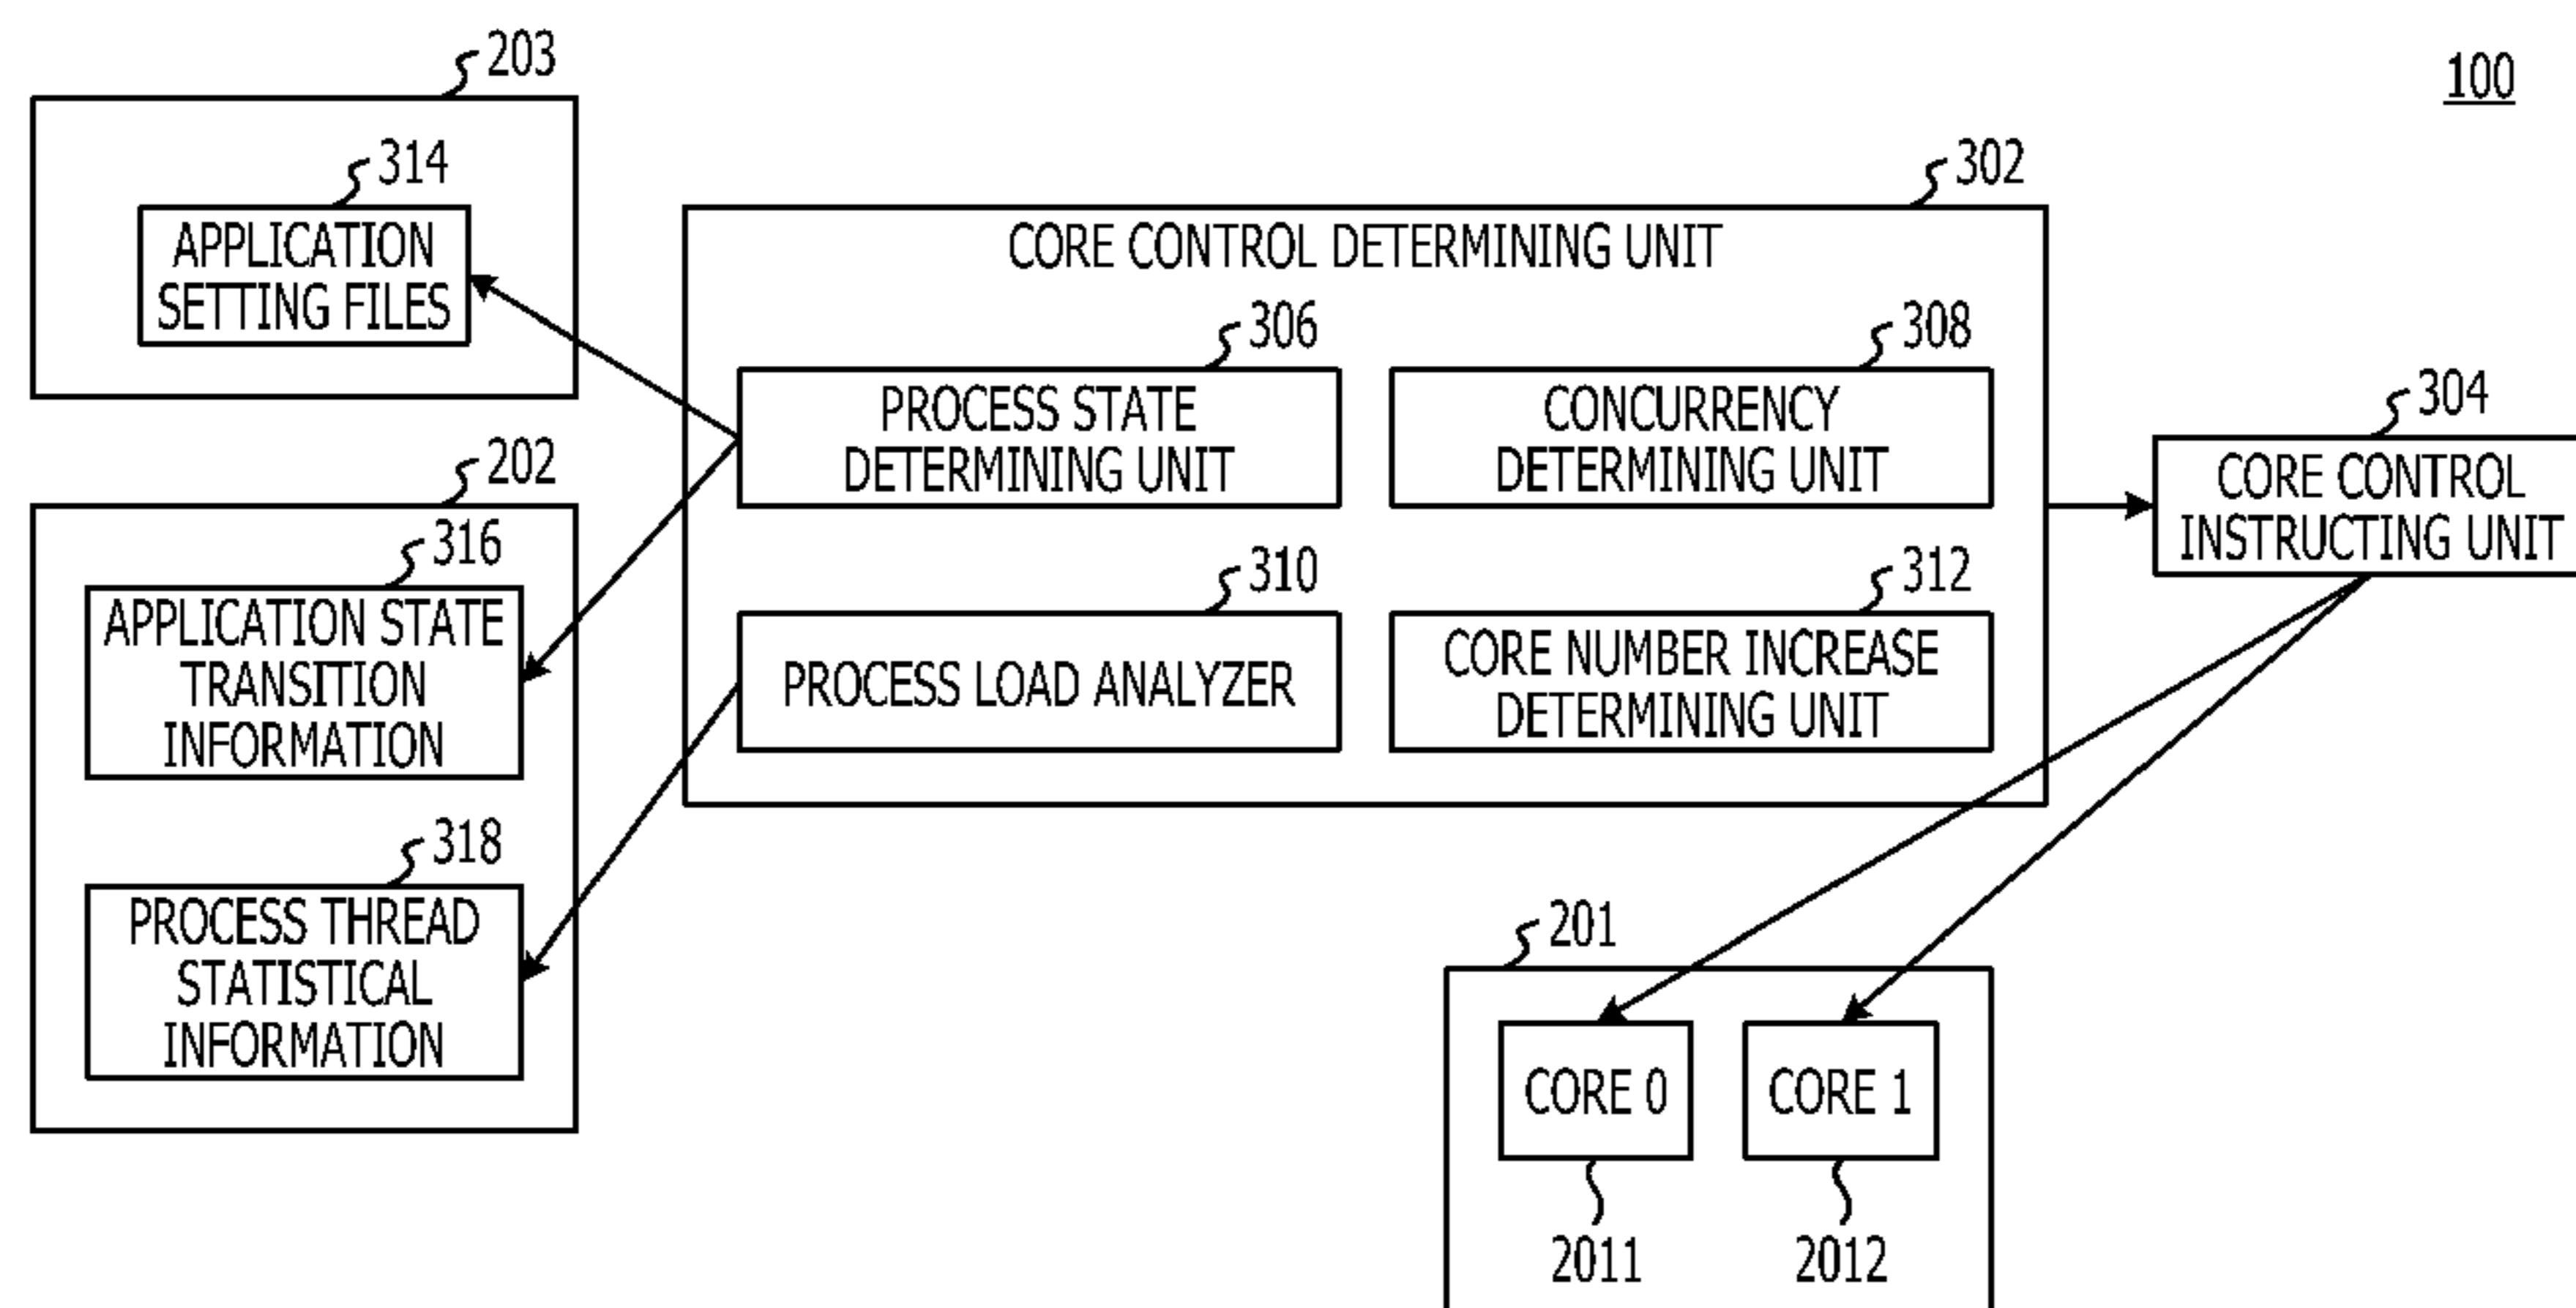 203
100
314
302
APPLICATION
SETTING FILES
CORE CONTROL DETERMINING UNIT
306
308
PROCESS STATE
DETERMINING UNIT
CONCURRENCY
DETERMINING UNIT
304
CORE CONTROL
INSTRUCTING UNIT
202
316
APPLICATION STATE
TRANSITION
INFORMATION
310
312
PROCESS LOAD ANALYZER
CORE NUMBER INCREASE
DETERMINING UNIT
318
PROCESS THREAD
STATISTICAL
INFORMATION
201
CORE 0
CORE 1
2011
2012